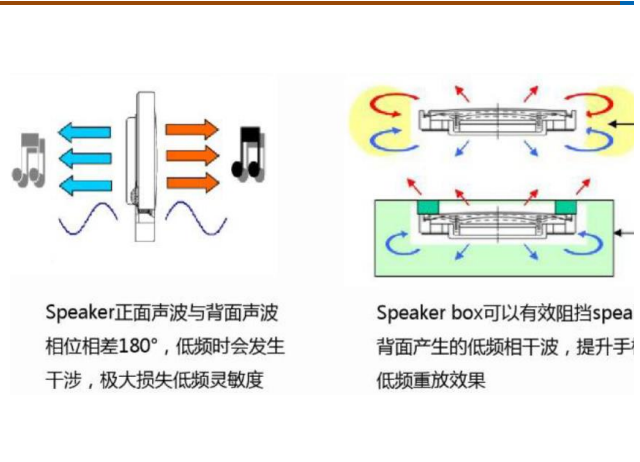 Speaker正面声波与背面声波
相位相差180°，低频时会发生
干涉，极大损失低频灵敏度
Speaker box可以有效阻挡spea
背面产生的低频相干波，提升手
低频重放效果